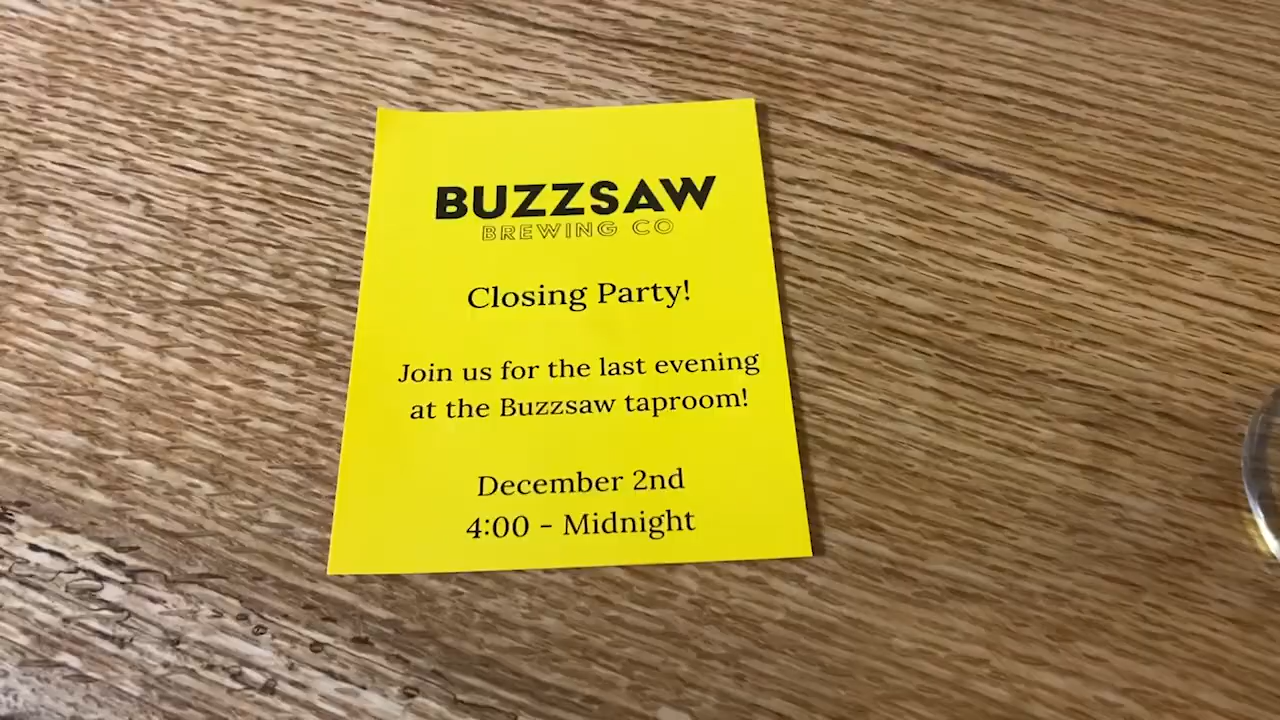 BUZZSAW
BREWING CO
Closing Party!
Join us for the last evening
at the Buzzsaw taproom!
December 2nd
4:00 - Midnight